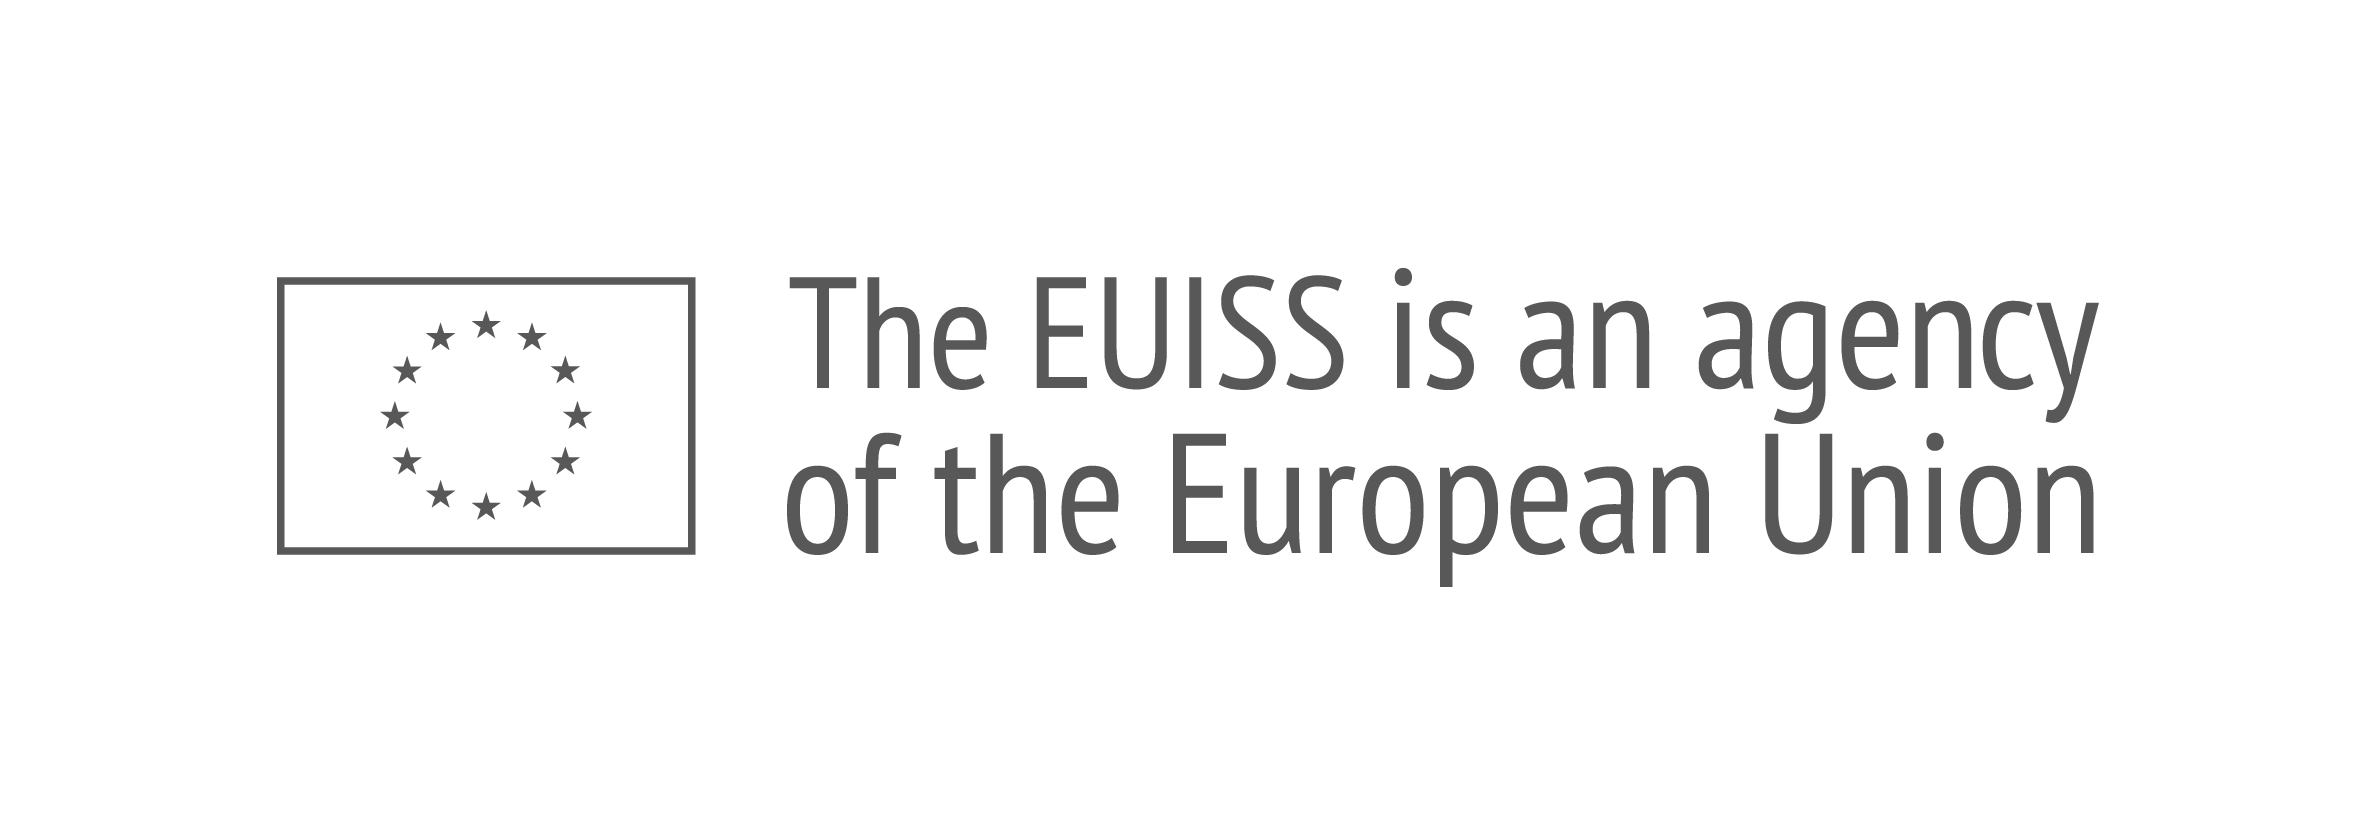 The EUISS is an agency
of the European Union